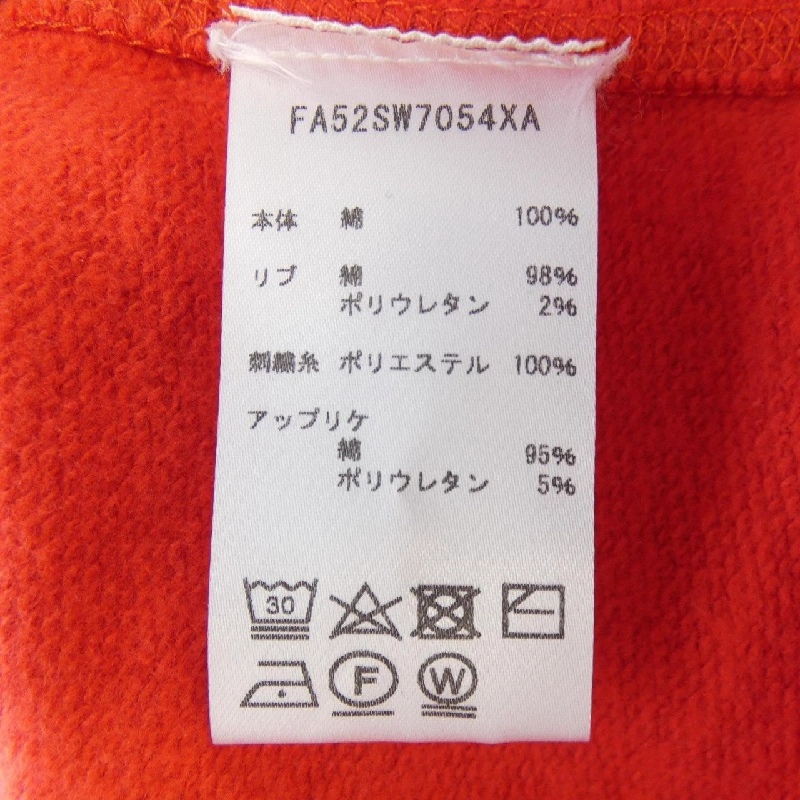 FA52SW7054XA
本体 綿 100%
リブ 綿 98%
ポリウレタン 2%
刺繍糸 ポリエステル 100%
アップリケ
綿 95%
ポリウレタン 5%
30
F W